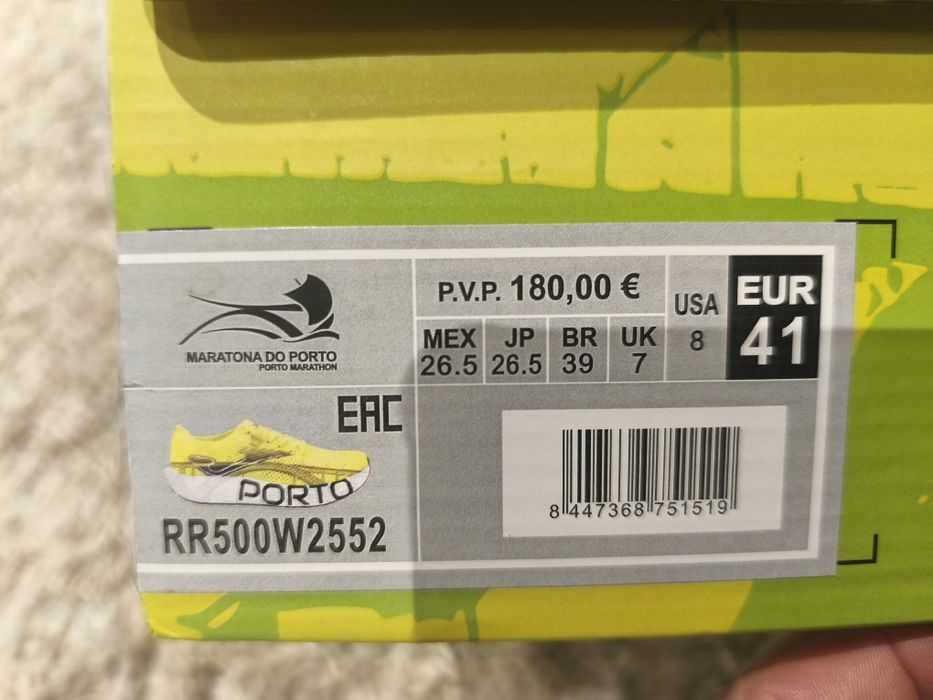 MARATONA DO PORTO
PORTO MARATHON
P.V.P. 180,00 €
MEX JP BR UK
26.5 26.5 39 7
USA
8
EUR
41
EAC
PORTO
RR500W2552
8 447368 751519